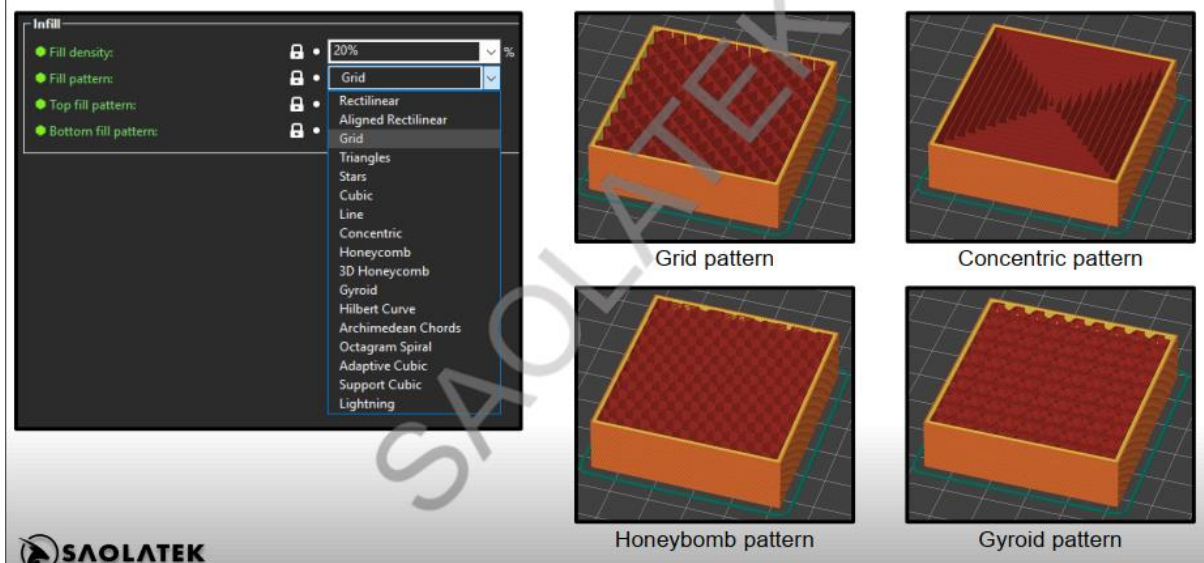 Infill
Fill density:
20%
%
Fill pattern:
Grid
Top fill pattern:
Bottom fill pattern:
Rectilinear
Aligned Rectilinear
Grid
Triangles
Stars
Cubic
Line
Concentric
Honeycomb
3D Honeycomb
Gyroid
Hilbert Curve
Archimedean Chords
Octagram Spiral
Adaptive Cubic
Support Cubic
Lightning
Grid pattern
Concentric pattern
Honeybomb pattern
Gyroid pattern
SAOLATEK
SAOLATEK